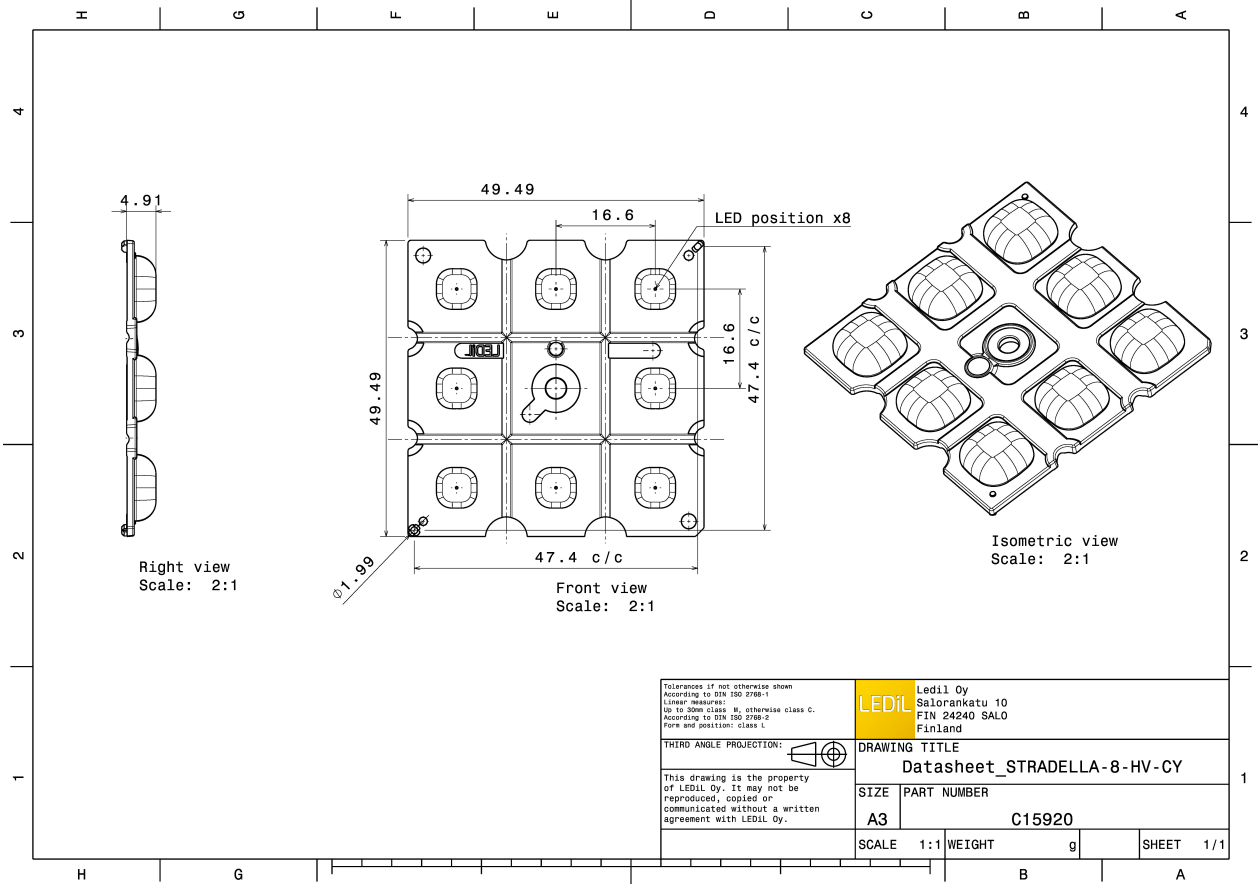 H G F E D C B A
4 4
3 3
2 2
1 1
4.91
49.49
16.6
LED position x8
LEDiL
16.6
47.4 c/c
49.49
Ø1.99
47.4 c/c
Right view
Scale: 2:1
Front view
Scale: 2:1
Isometric view
Scale: 2:1
Tolerances if not otherwise shown
According to DIN ISO 2768-1
Linear measures:
Up to 30mm class M, otherwise class C.
According to DIN ISO 2768-2
Form and position: class L
THIRD ANGLE PROJECTION:
This drawing is the property
of LEDiL Oy. It may not be
reproduced, copied or
communicated without a written
agreement with LEDiL Oy.
LEDiL
Ledil Oy
Salorankatu 10
FIN 24240 SALO
Finland
DRAWING TITLE
Datasheet_STRADELLA-8-HV-CY
SIZE
A3
PART NUMBER
C15920
SCALE 1:1
WEIGHT g
SHEET 1/1
H G B A